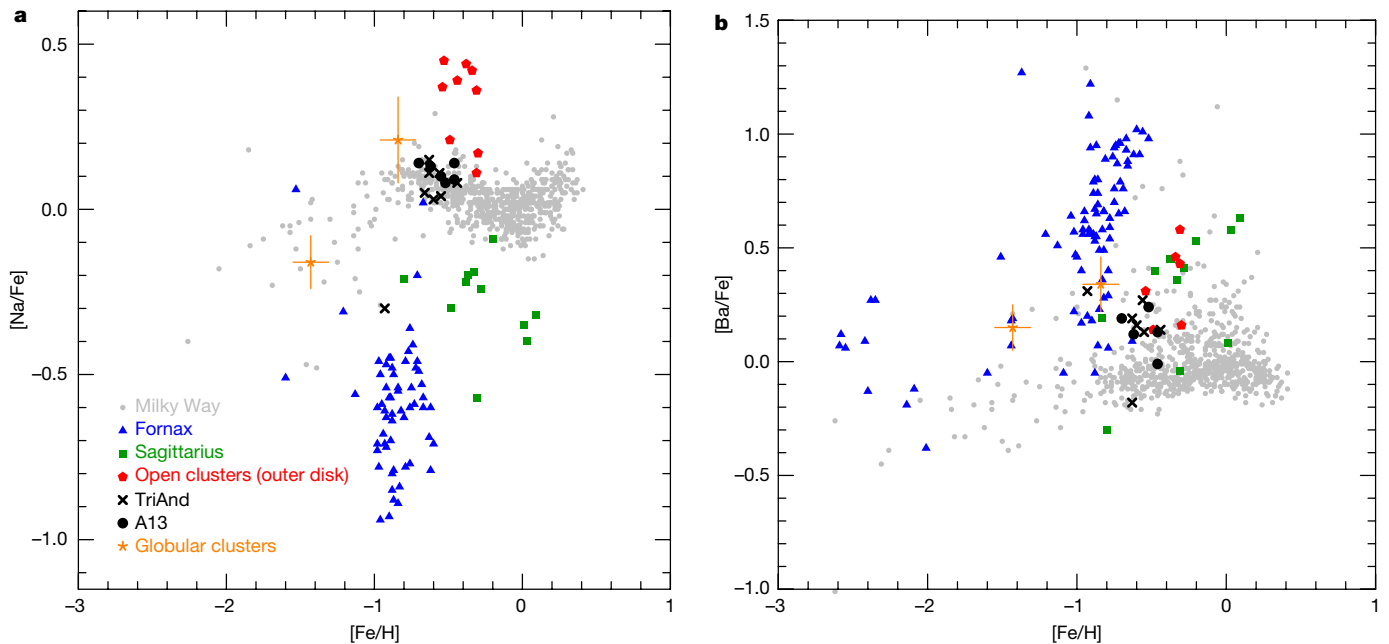 a
[Na/Fe]
0.5
0.0
−0.5
−1.0
Milky Way
Fornax
Sagittarius
Open clusters (outer disk)
TriAnd
A13
Globular clusters
−3
−2
−1
0
1
[Fe/H]
b
[Ba/Fe]
1.5
1.0
0.5
0.0
−0.5
−1.0
−3
−2
−1
0
1
[Fe/H]